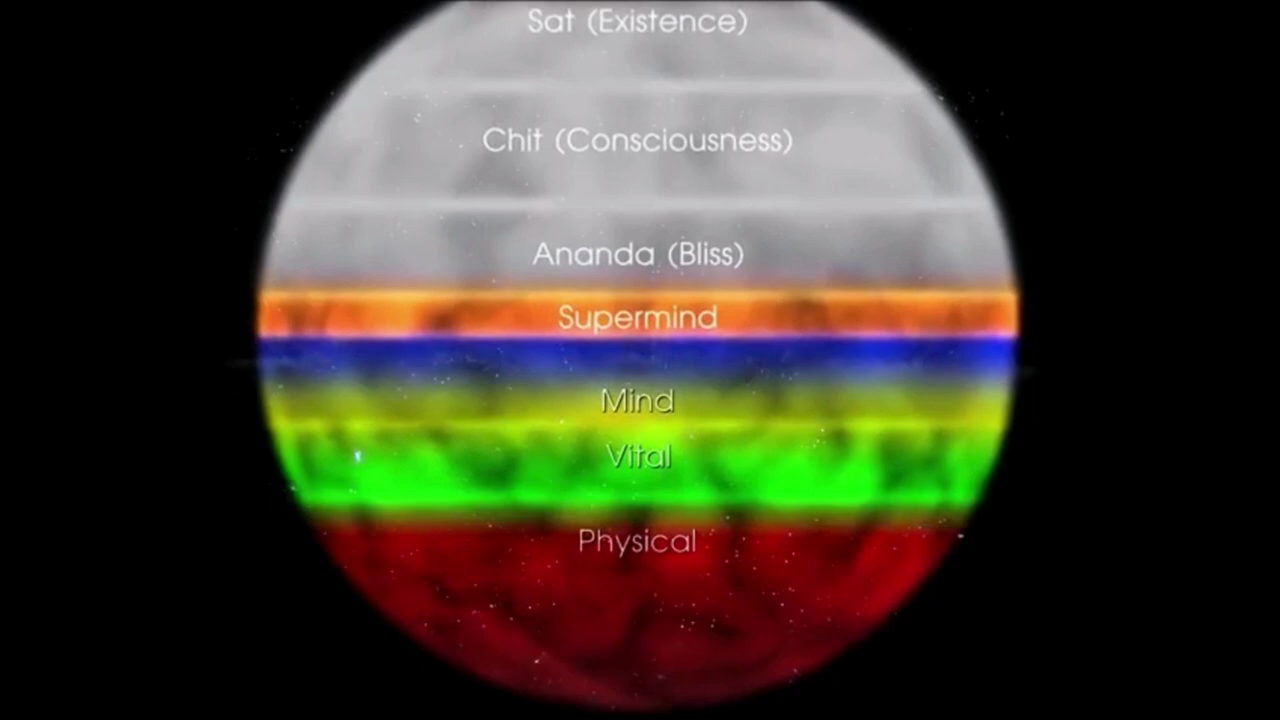 Sat (Existence)
Chit (Consciousness)
Ananda (Bliss)
Supermind
Mind
Vital
Physical